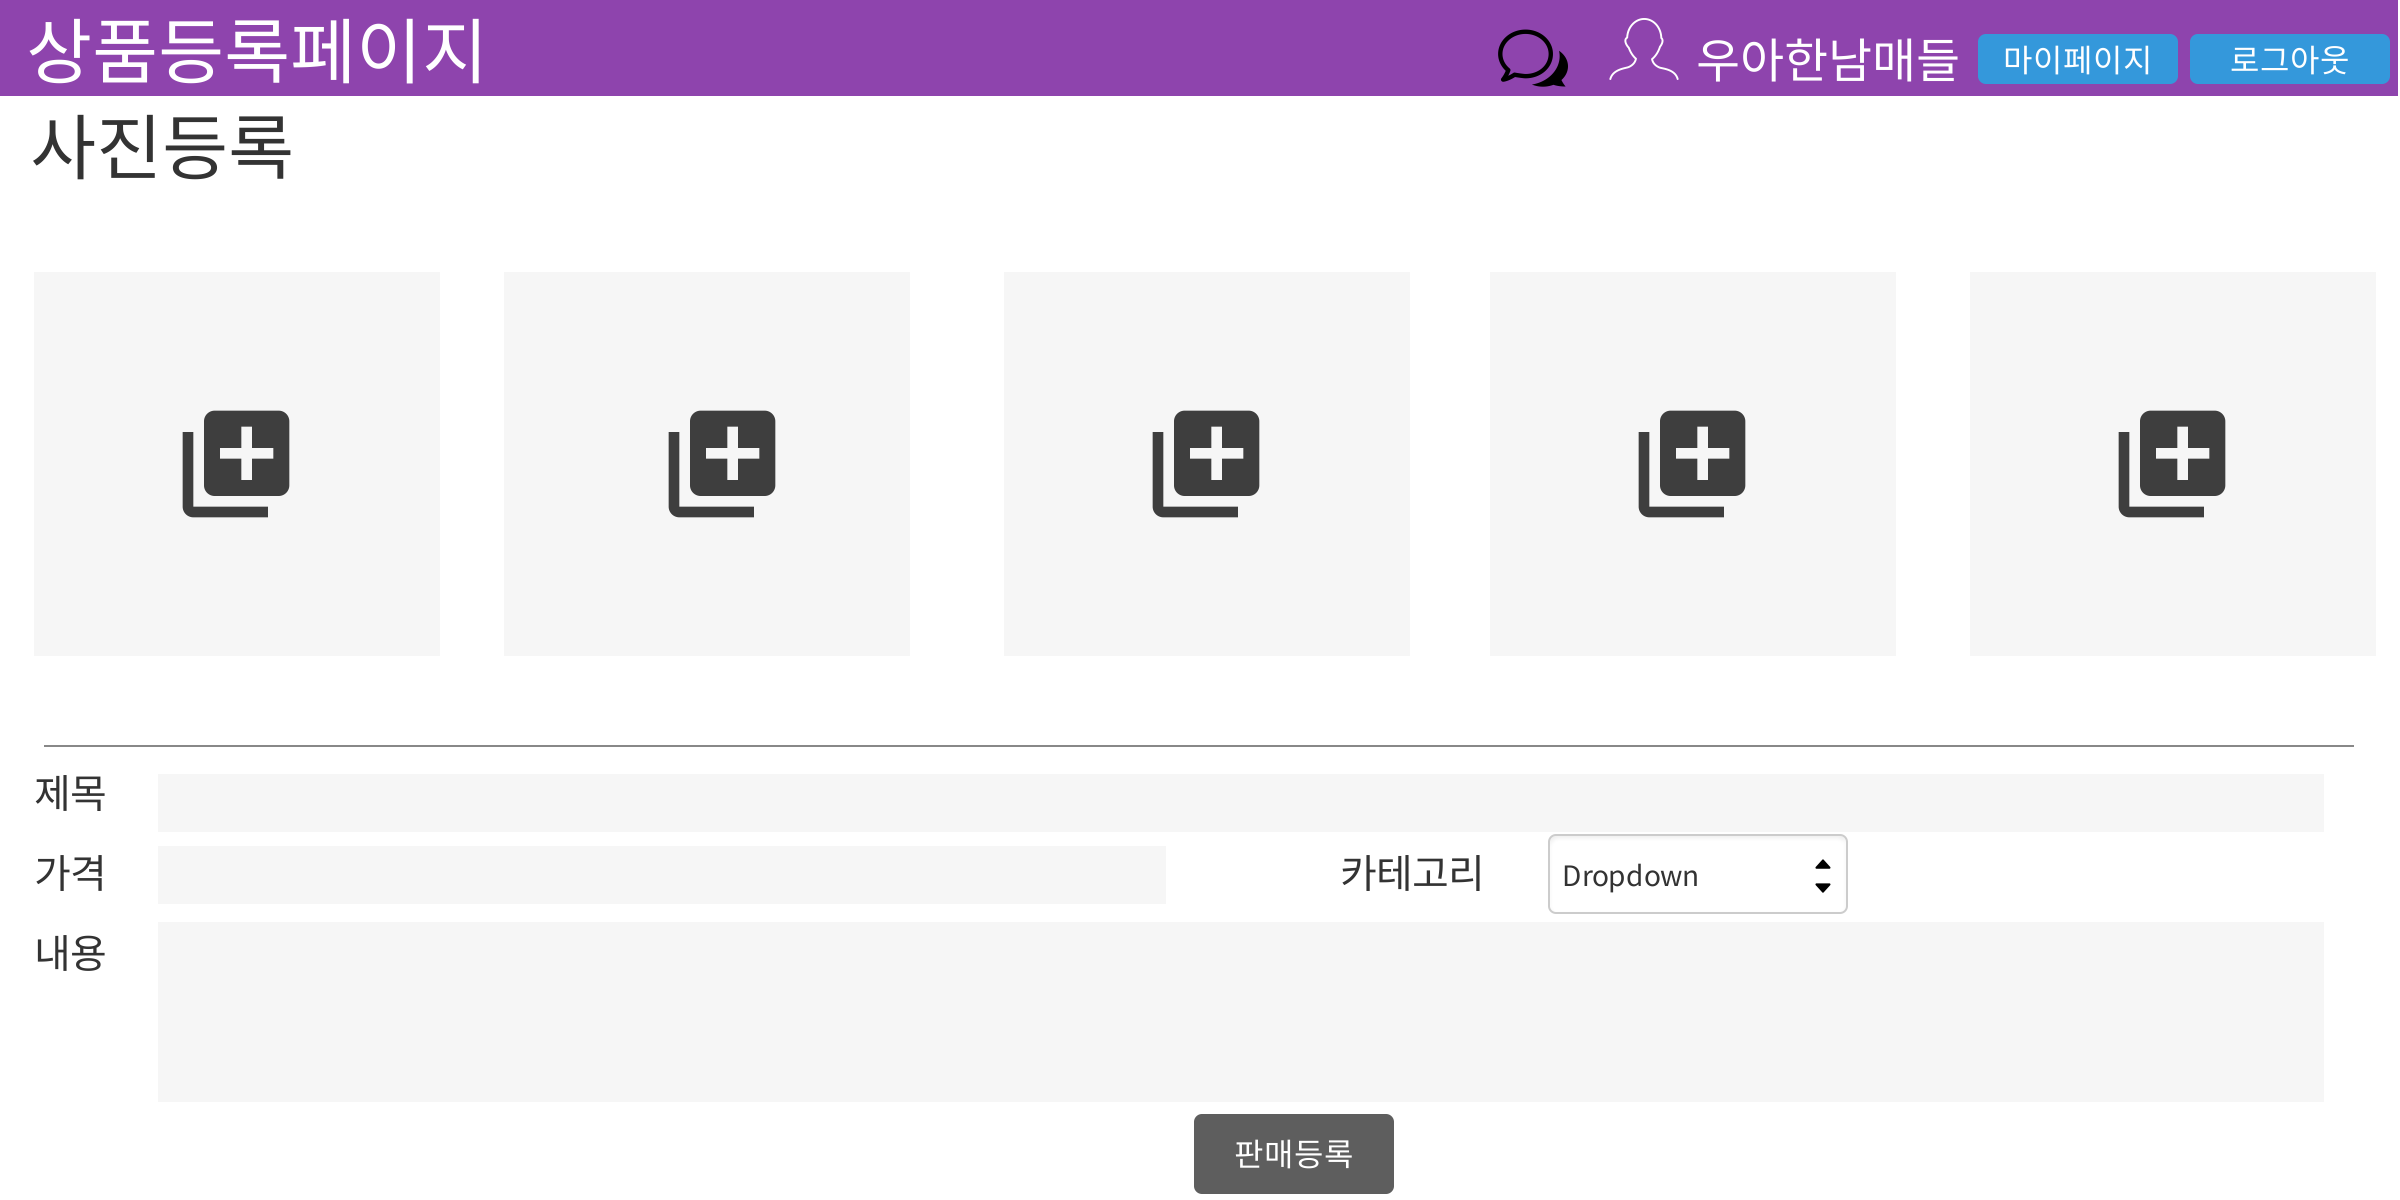 상품등록페이지
우아한남매들 마이페이지 로그아웃
사진등록
제목
가격 카테고리 Dropdown
내용
판매등록